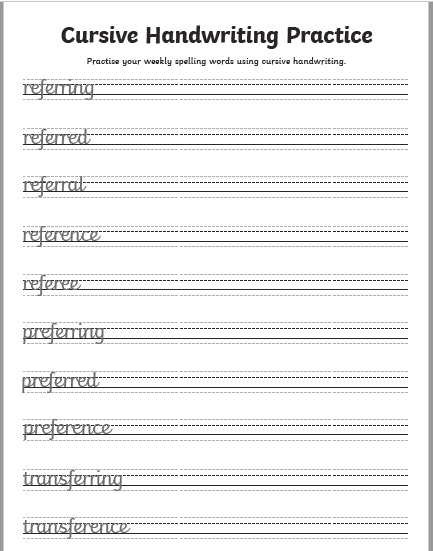 Cursive Handwriting Practice
Practise your weekly spelling words using cursive handwriting.
referring
referred
referral
reference
referee
preferring
preferred
preference
transferring
transference